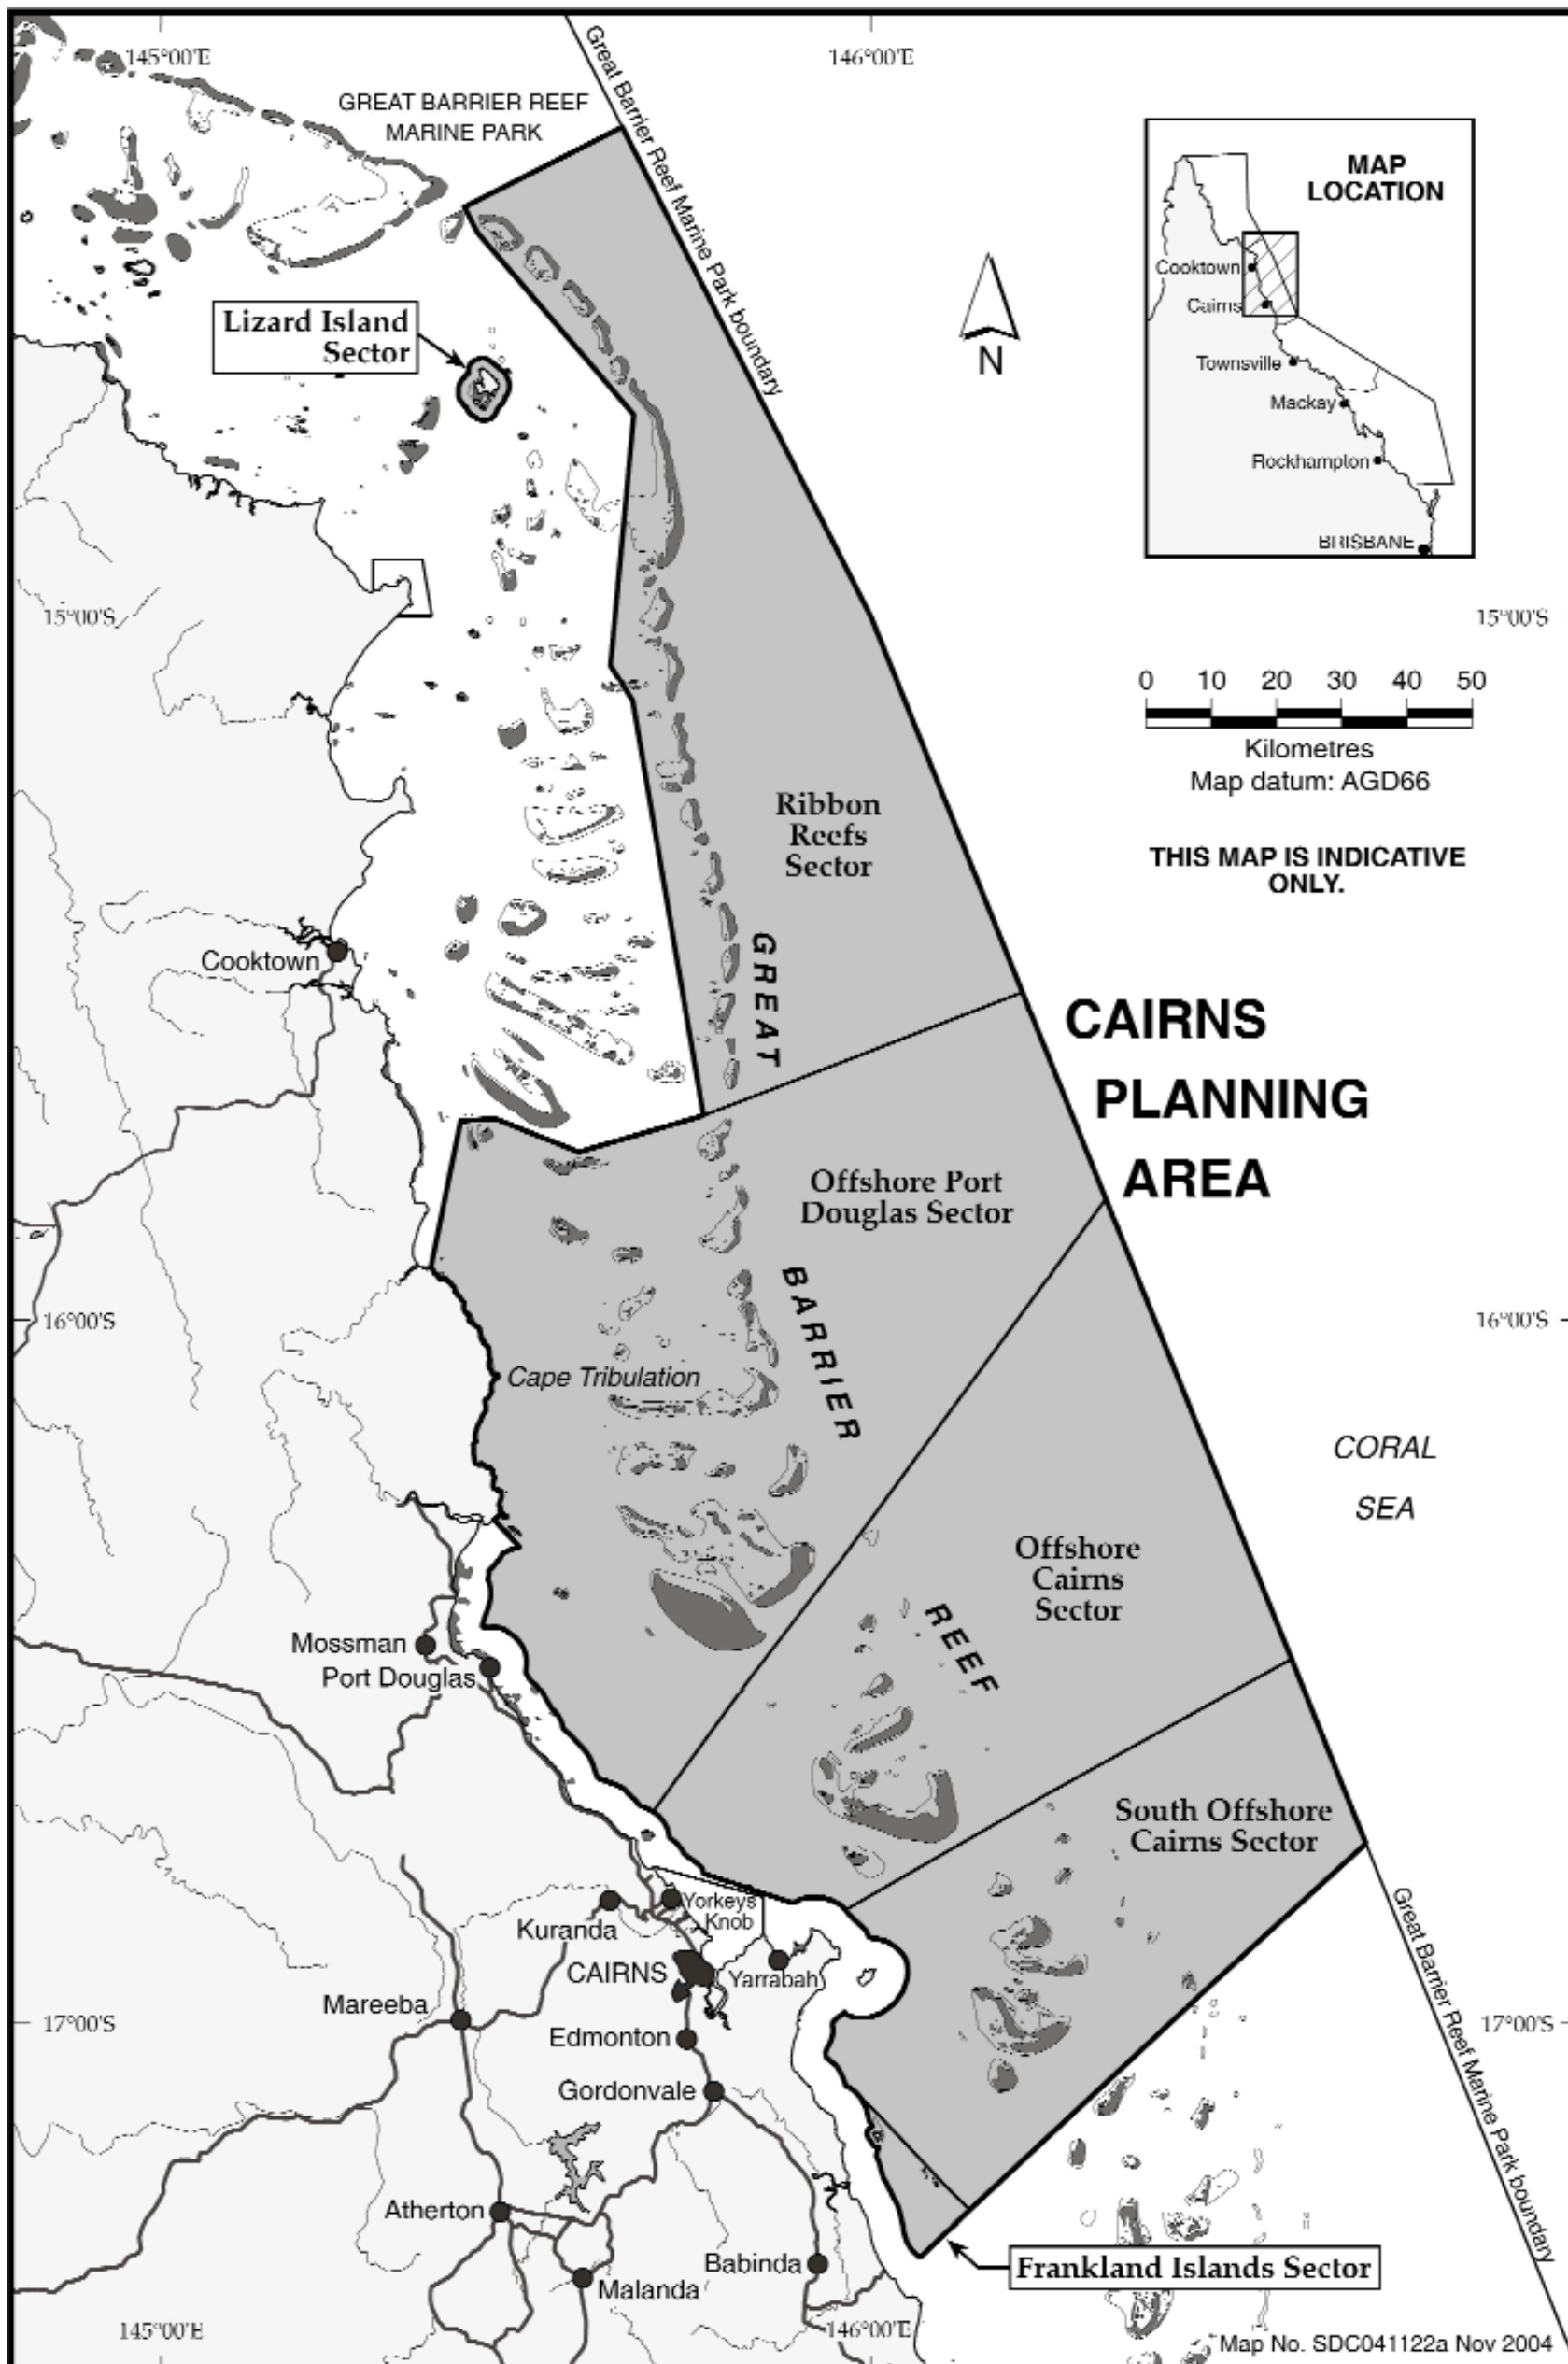 145°00'E
146°00'E
GREAT BARRIER REEF
MARINE PARK
Great Barrier Reef Marine Park boundary
MAP
LOCATION
Cooktown
Cairns
Townsville
Mackay
Rockhampton
BRISBANE
Lizard Island
Sector
N
15°00'S
15°00'S
0 10 20 30 40 50
Kilometres
Map datum: AGD66
THIS MAP IS INDICATIVE
ONLY.
Ribbon
Reefs
Sector
Cooktown
GREAT
CAIRNS
PLANNING
AREA
Offshore Port
Douglas Sector
BARRIER
16°00'S
16°00'S
Cape Tribulation
CORAL
SEA
Offshore
Cairns
Sector
REEF
Mossman
Port Douglas
South Offshore
Cairns Sector
Yorkeys
Knob
Kuranda
CAIRNS
Yarrabah
Mareeba
17°00'S
17°00'S
Edmonton
Gordonvale
Great Barrier Reef Marine Park boundary
Atherton
Babinda
Frankland Islands Sector
Malanda
145°00'E
146°00'E
Map No. SDC041122a Nov 2004